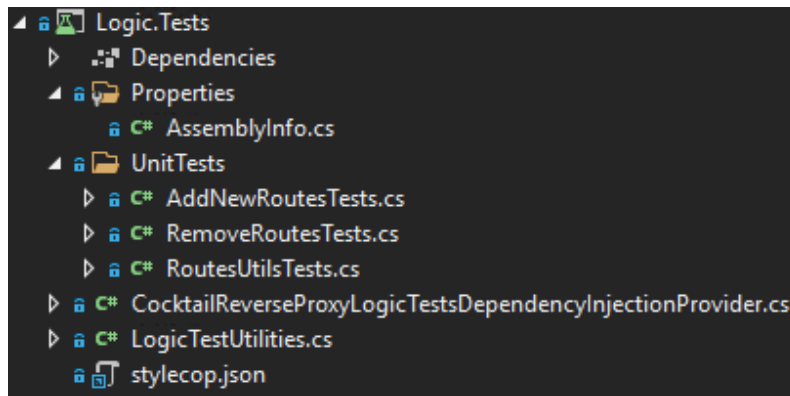 Logic.Tests
Dependencies
Properties
C# AssemblyInfo.cs
UnitTests
C# AddNewRoutesTests.cs
C# RemoveRoutesTests.cs
C# RoutesUtilsTests.cs
C# CocktailReverseProxyLogicTestsDependencyInjectionProvider.cs
C# LogicTestUtilities.cs
stylecop.json